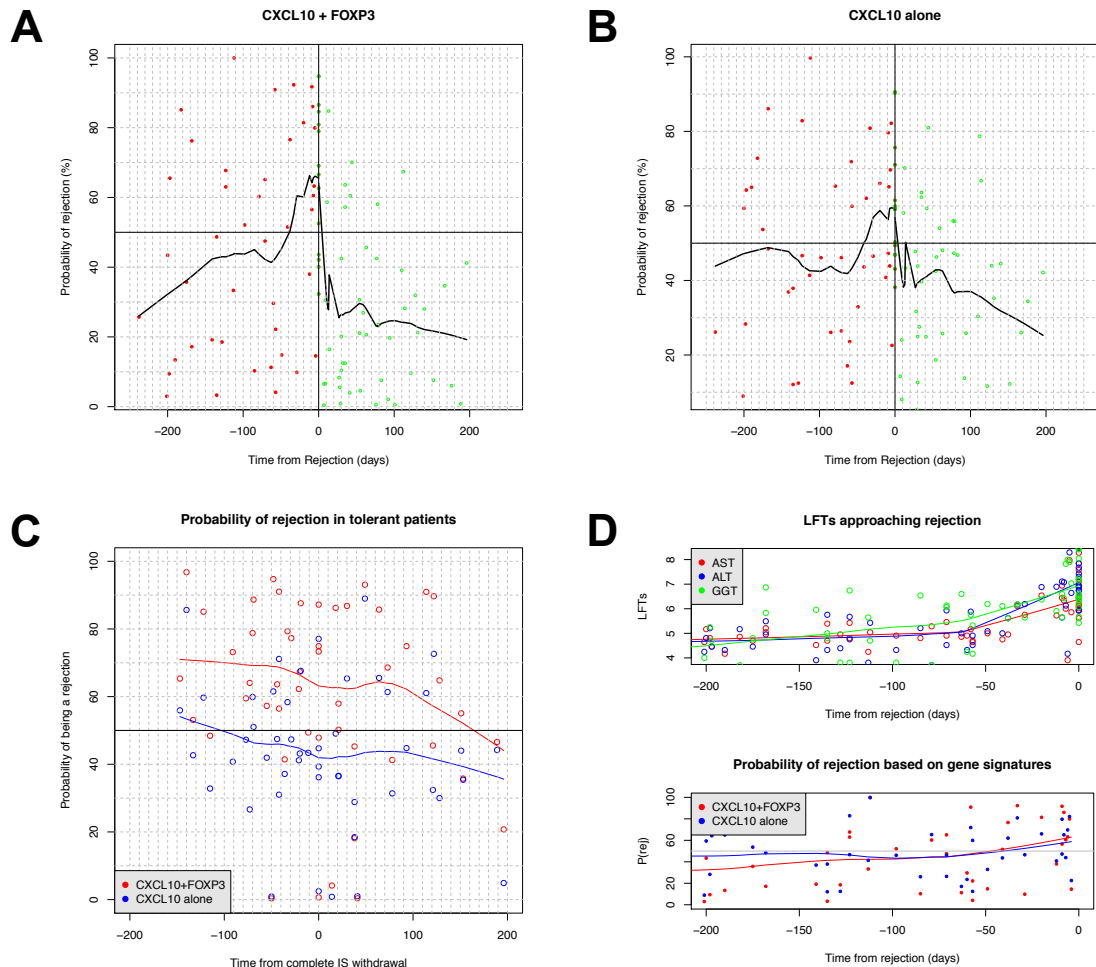 A
CXCL10 + FOXP3
Probability of rejection (%)
100
80
60
40
20
0
−200 −100 0 100 200
Time from Rejection (days)
B
CXCL10 alone
Probability of rejection (%)
100
80
60
40
20
−200 −100 0 100 200
Time from Rejection (days)
C
Probability of rejection in tolerant patients
Probability of being a rejection
100
80
60
40
20
0
CXCL10+FOXP3
CXCL10 alone
−200 −100 0 100 200
Time from complete IS withdrawal
D
LFTs approaching rejection
LFTs
8
7
6
5
4
AST
ALT
GGT
−200 −150 −100 −50 0
Time from rejection (days)
Probability of rejection based on gene signatures
P(rej)
100
60
20
0
CXCL10+FOXP3
CXCL10 alone
−200 −150 −100 −50 0
Time from rejection (days)